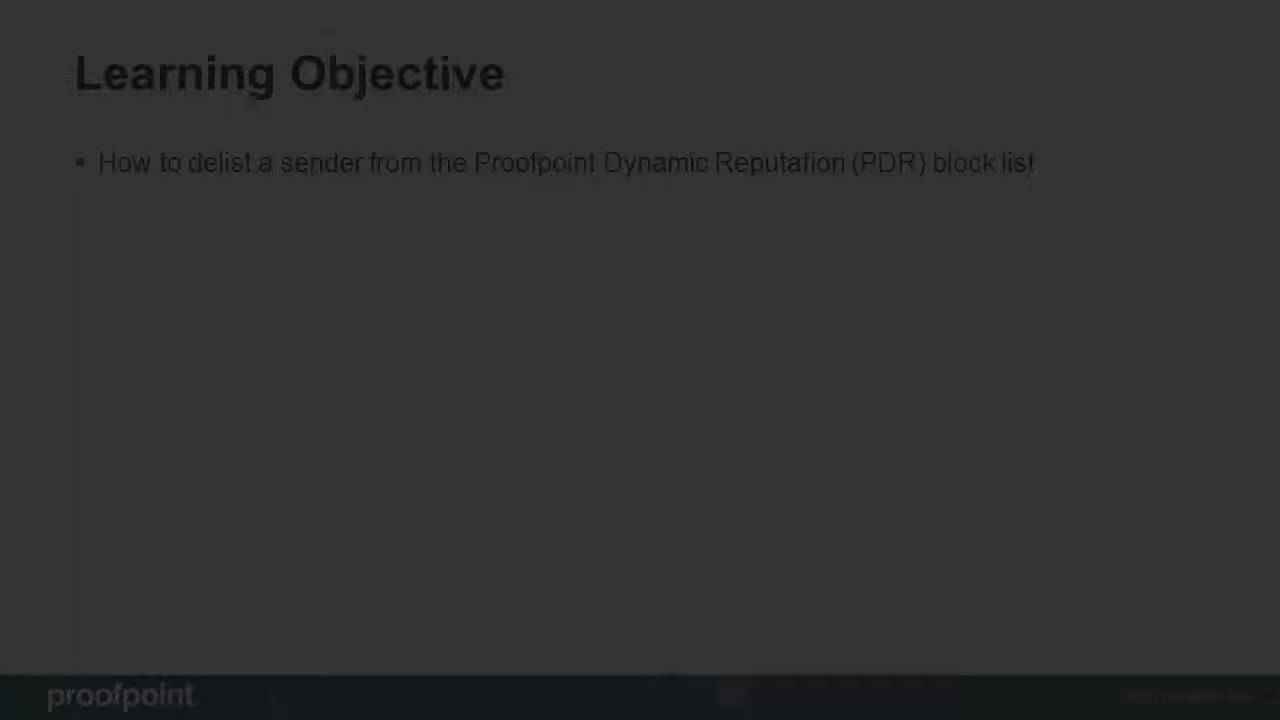 Learning Objective
▪ How to delist a sender from the Proofpoint Dynamic Reputation (PDR) block list
proofpoint